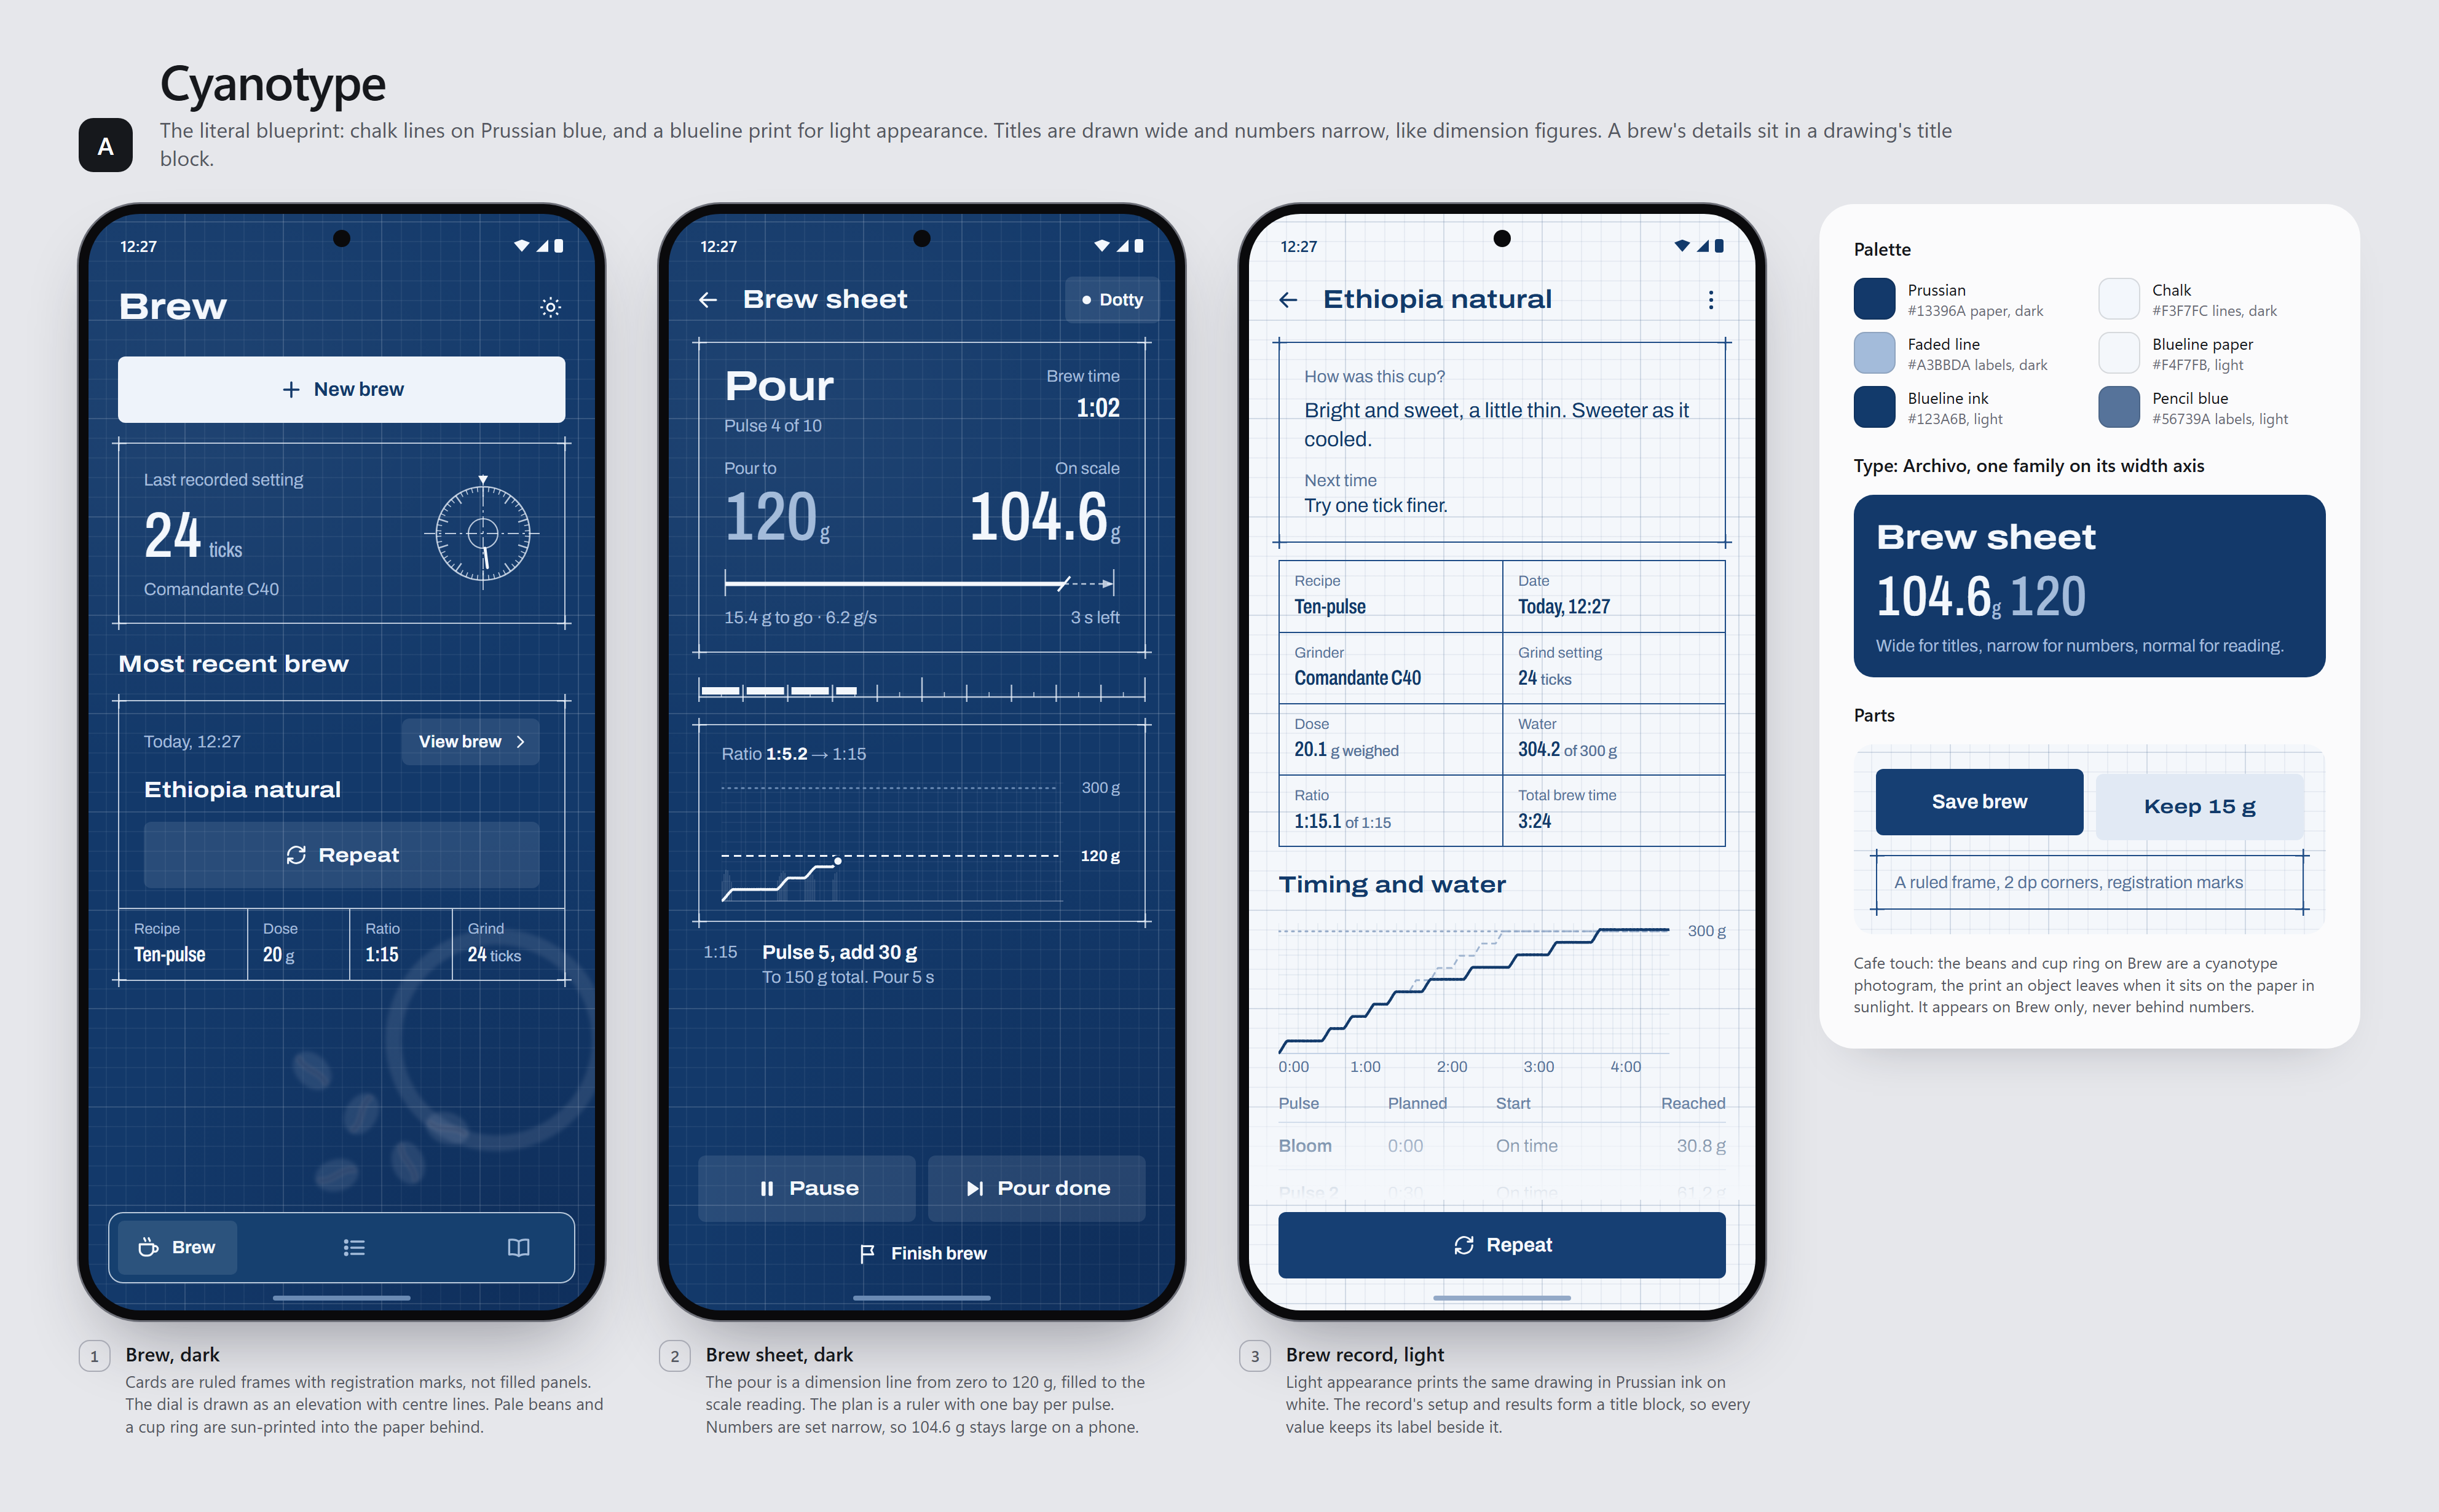 Cyanotype
A
The literal blueprint: chalk lines on Prussian blue, and a blueline print for light appearance. Titles are drawn wide and numbers narrow, like dimension figures. A brew's details sit in a drawing's title
block.
12:27
Brew
New brew
Last recorded setting
24 ticks
Comandante C40
Most recent brew
Today, 12:27
View brew
Ethiopia natural
Repeat
Recipe Dose Ratio Grind
Ten-pulse 20 g 1:15 24 ticks
Brew
12:27
Brew sheet
Dotty
Pour
Brew time
1:02
Pulse 4 of 10
Pour to On scale
120 g 104.6 g
15.4 g to go · 6.2 g/s 3 s left
Ratio 1:5.2 → 1:15
300 g
120 g
1:15 Pulse 5, add 30 g
To 150 g total. Pour 5 s
Pause
Pour done
Finish brew
12:27
Ethiopia natural
How was this cup?
Bright and sweet, a little thin. Sweeter as it
cooled.
Next time
Try one tick finer.
Recipe Date
Ten-pulse Today, 12:27
Grinder Grind setting
Comandante C40 24 ticks
Dose Water
20.1 g weighed 304.2 of 300 g
Ratio Total brew time
1:15.1 of 1:15 3:24
Timing and water
300 g
0:00 1:00 2:00 3:00 4:00
Pulse Planned Start Reached
Bloom 0:00 On time 30.8 g
Pulse 2 0:30 On time 61.2 g
Repeat
Palette
Prussian
#13396A paper, dark
Chalk
#F3F7FC lines, dark
Faded line
#A3BBDA labels, dark
Blueline paper
#F4F7FB, light
Blueline ink
#123A6B, light
Pencil blue
#56739A labels, light
Type: Archivo, one family on its width axis
Brew sheet
104.6g 120
Wide for titles, narrow for numbers, normal for reading.
Parts
Save brew
Keep 15 g
A ruled frame, 2 dp corners, registration marks
Cafe touch: the beans and cup ring on Brew are a cyanotype
photogram, the print an object leaves when it sits on the paper in
sunlight. It appears on Brew only, never behind numbers.
1 Brew, dark
Cards are ruled frames with registration marks, not filled panels.
The dial is drawn as an elevation with centre lines. Pale beans and
a cup ring are sun-printed into the paper behind.
2 Brew sheet, dark
The pour is a dimension line from zero to 120 g, filled to the
scale reading. The plan is a ruler with one bay per pulse.
Numbers are set narrow, so 104.6 g stays large on a phone.
3 Brew record, light
Light appearance prints the same drawing in Prussian ink on
white. The record's setup and results form a title block, so every
value keeps its label beside it.